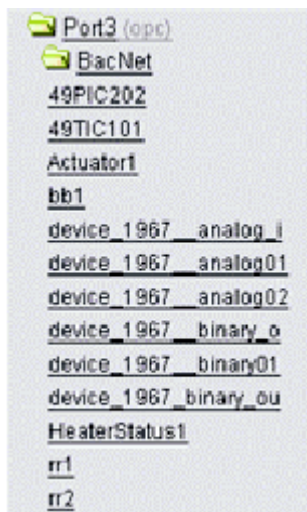 Port3 (opc)
BacNet
49PIC202
49TIC101
Actuator1
bb1
device_1967__analog_i
device_1967__analog01
device_1967__analog02
device_1967__binary_o
device_1967__binary01
device_1967_binary_ou
HeaterStatus1
rr1
rr2